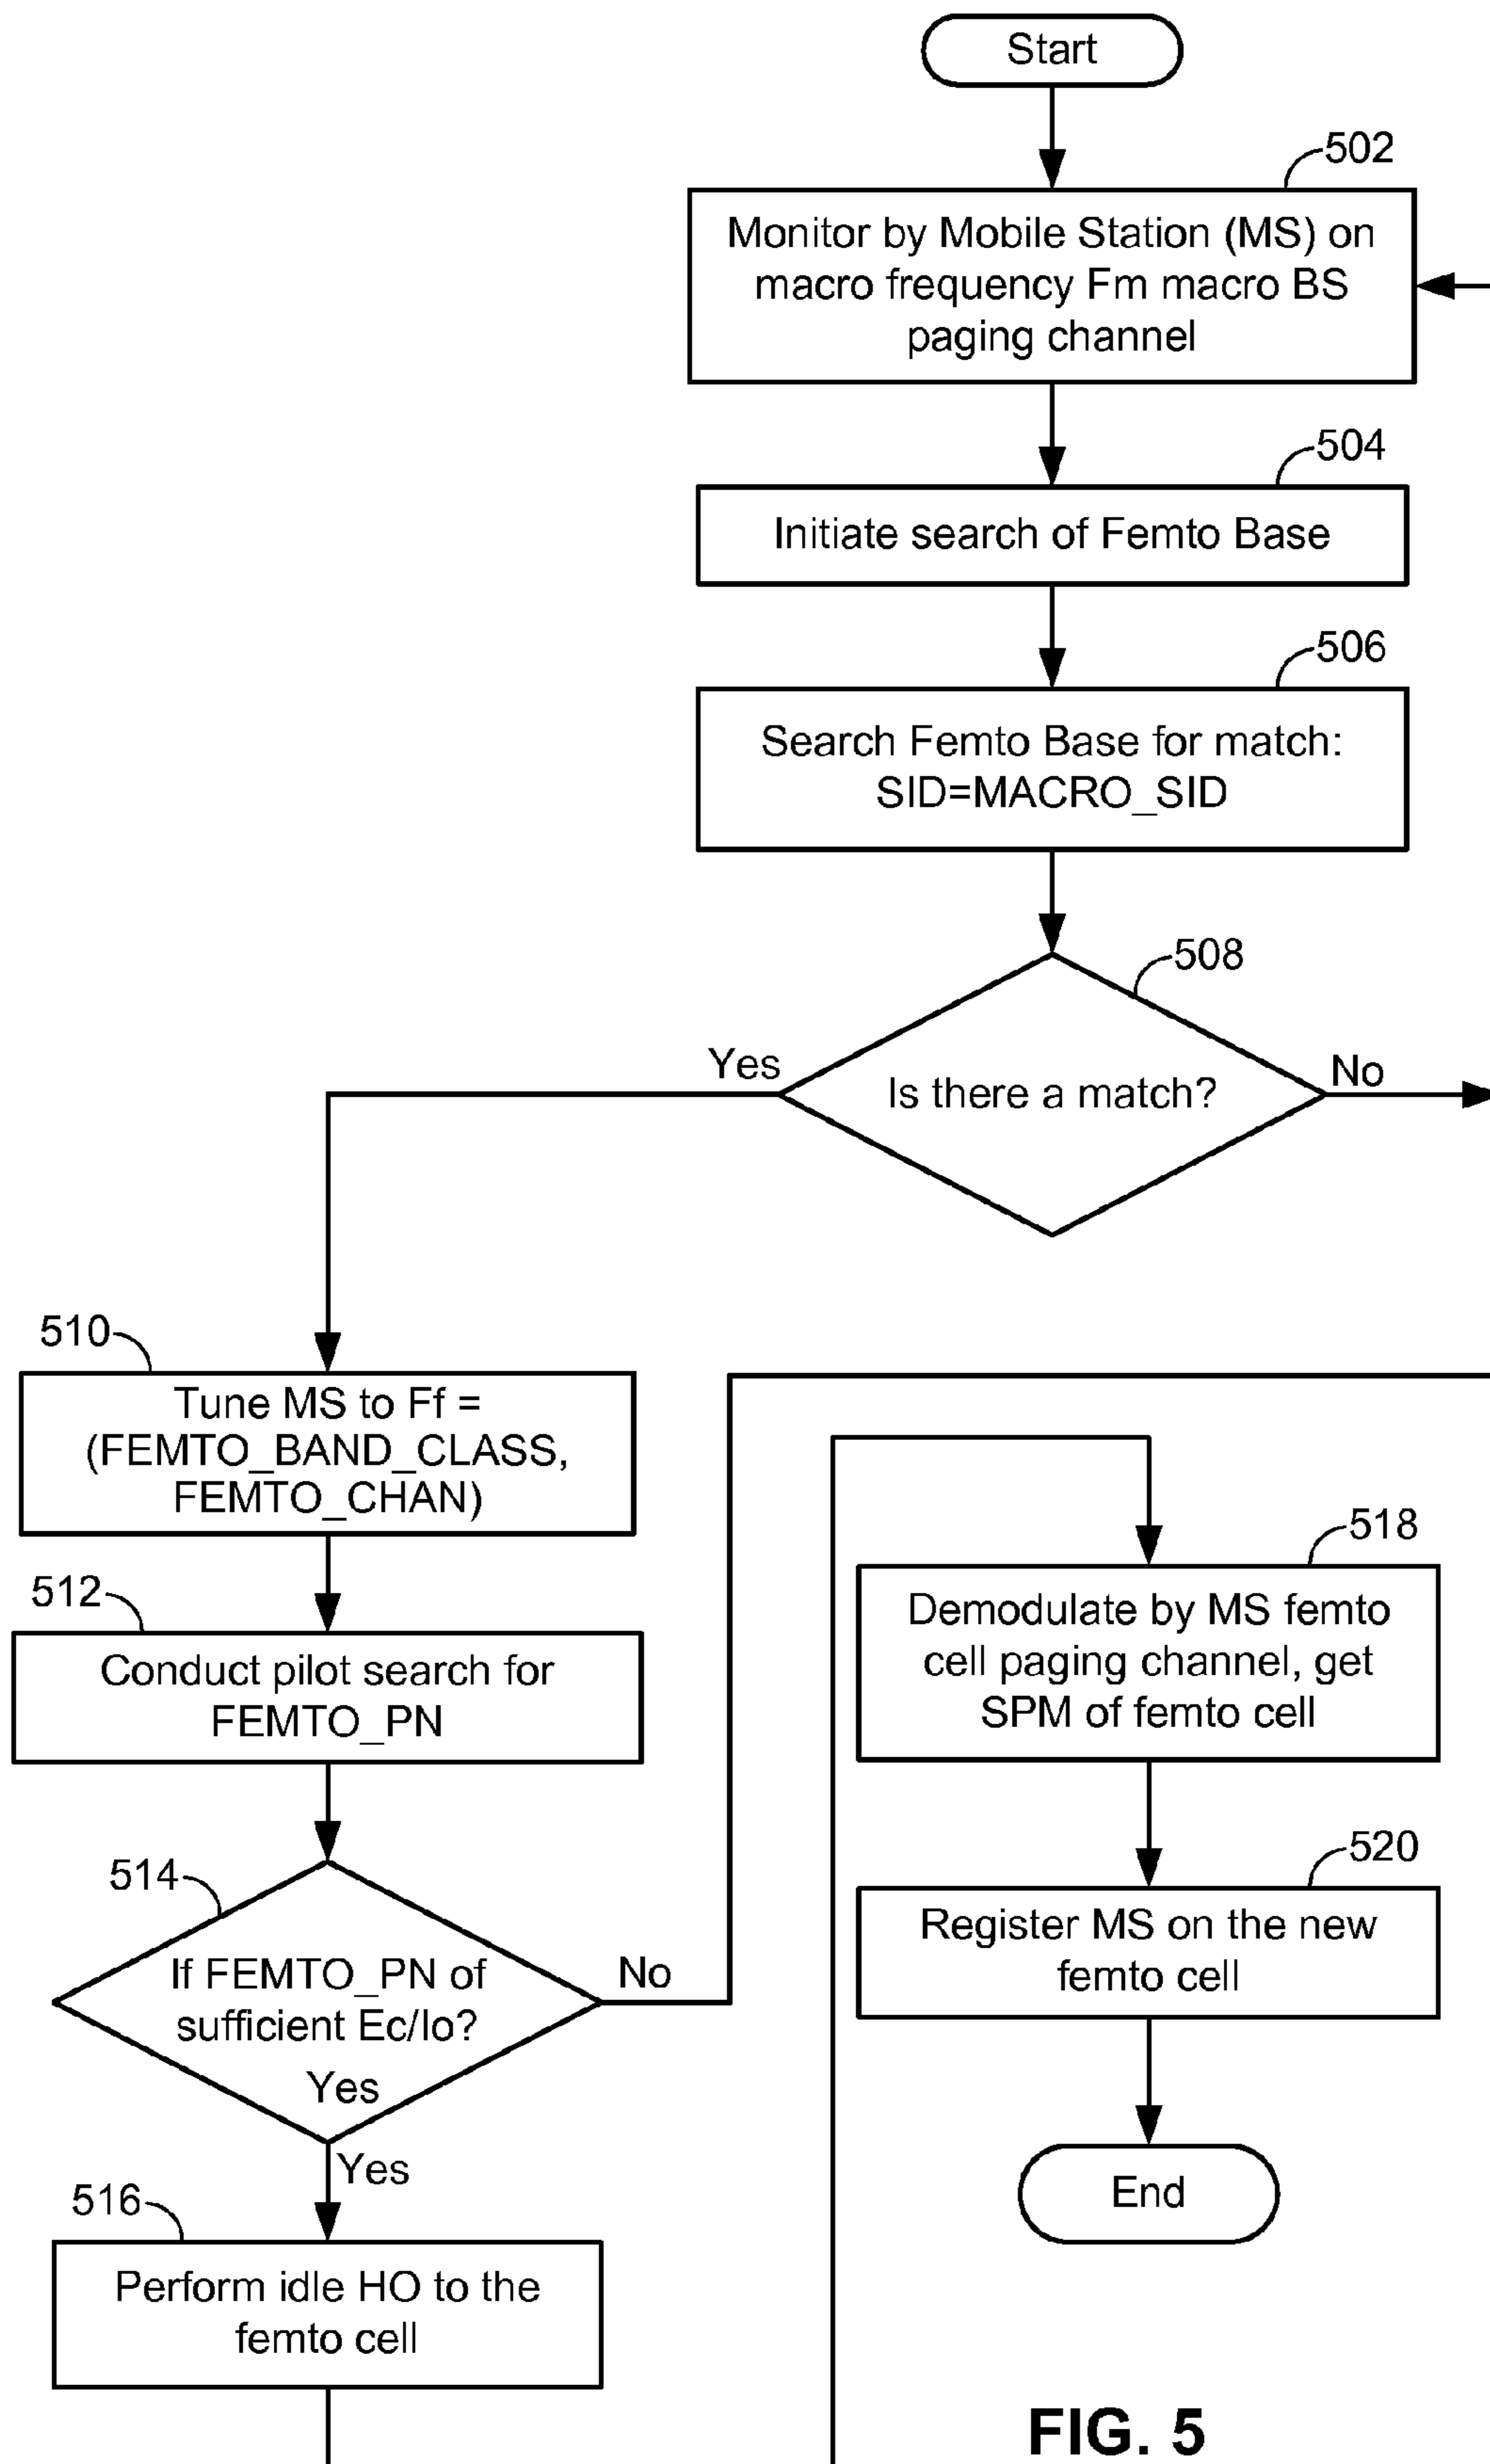 Start
502
Monitor by Mobile Station (MS) on
macro frequency Fm macro BS
paging channel
504
Initiate search of Femto Base
506
Search Femto Base for match:
SID=MACRO_SID
508
Yes
Is there a match?
No
510
Tune MS to Ff =
(FEMTO_BAND_CLASS,
FEMTO_CHAN)
512
Conduct pilot search for
FEMTO_PN
514
If FEMTO_PN of
sufficient Ec/Io?
Yes
No
Yes
516
Perform idle HO to the
femto cell
518
Demodulate by MS femto
cell paging channel, get
SPM of femto cell
520
Register MS on the new
femto cell
End
FIG. 5